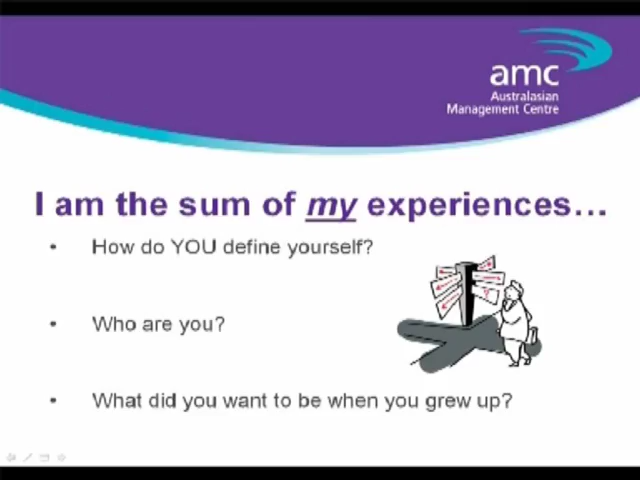 amc
Australasian
Management Centre
I am the sum of my experiences…
• How do YOU define yourself?
• Who are you?
• What did you want to be when you grew up?